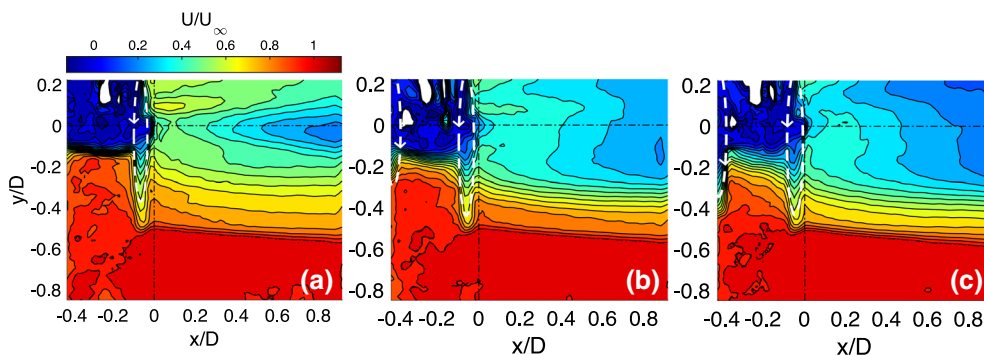 U/U∞
0 0.2 0.4 0.6 0.8 1
0.2 0.2 0.2
0 0 0
-0.2 -0.2 -0.2
y/D
-0.4 -0.4 -0.4
-0.6 -0.6 -0.6
-0.8 (a) -0.8 (b) -0.8 (c)
-0.4 -0.2 0 0.2 0.4 0.6 0.8 -0.4 -0.2 0 0.2 0.4 0.6 0.8 -0.4 -0.2 0 0.2 0.4 0.6 0.8
x/D x/D x/D